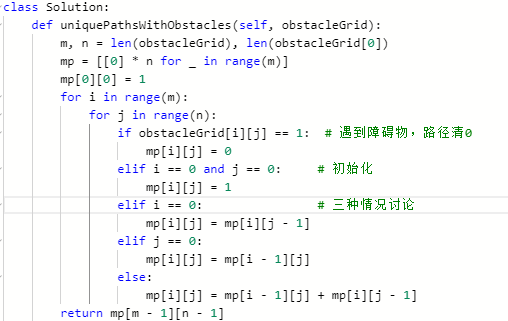 class Solution:
    def uniquePathsWithObstacles(self, obstacleGrid):
        m, n = len(obstacleGrid), len(obstacleGrid[0])
        mp = [[0] * n for _ in range(m)]
        mp[0][0] = 1
        for i in range(m):
            for j in range(n):
                if obstacleGrid[i][j] == 1:  # 遇到障碍物，路径清0
                    mp[i][j] = 0
                elif i == 0 and j == 0:     # 初始化
                    mp[i][j] = 1
                elif i == 0:                # 三种情况讨论
                    mp[i][j] = mp[i][j - 1]
                elif j == 0:
                    mp[i][j] = mp[i - 1][j]
                else:
                    mp[i][j] = mp[i - 1][j] + mp[i][j - 1]
        return mp[m - 1][n - 1]